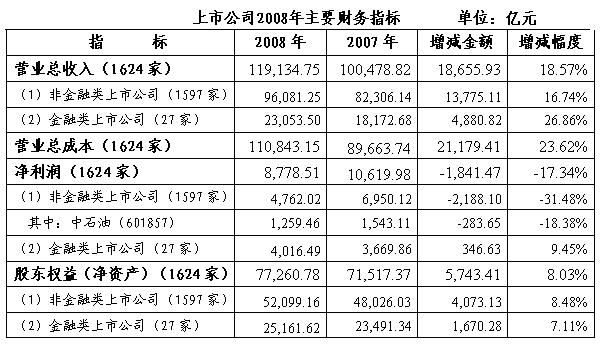 上市公司2008年主要财务指标 单位：亿元
指 标 2008年 2007年 增减金额 增减幅度
营业总收入（1624家） 119,134.75 100,478.82 18,655.93 18.57%
（1）非金融类上市公司（1597家） 96,081.25 82,306.14 13,775.11 16.74%
（2）金融类上市公司（27家） 23,053.50 18,172.68 4,880.82 26.86%
营业总成本（1624家） 110,843.15 89,663.74 21,179.41 23.62%
净利润（1624家） 8,778.51 10,619.98 -1,841.47 -17.34%
（1）非金融类上市公司（1597家） 4,762.02 6,950.12 -2,188.10 -31.48%
其中：中石油（601857） 1,259.46 1,543.11 -283.65 -18.38%
（2）金融类上市公司（27家） 4,016.49 3,669.86 346.63 9.45%
股东权益（净资产）（1624家） 77,260.78 71,517.37 5,743.41 8.03%
（1）非金融类上市公司（1597家） 52,099.16 48,026.03 4,073.13 8.48%
（2）金融类上市公司（27家） 25,161.62 23,491.34 1,670.28 7.11%